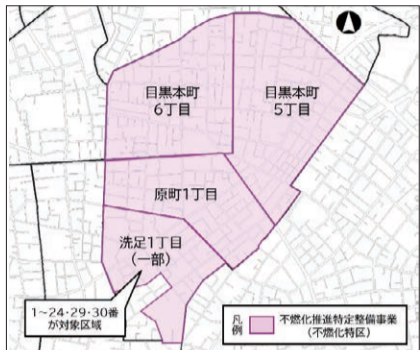 目黒本町
6丁目
目黒本町
5丁目
原町1丁目
洗足1丁目
(一部)
1～24・29・30番
が対象区域
凡例
不燃化推進特定整備事業
(不燃化特区)